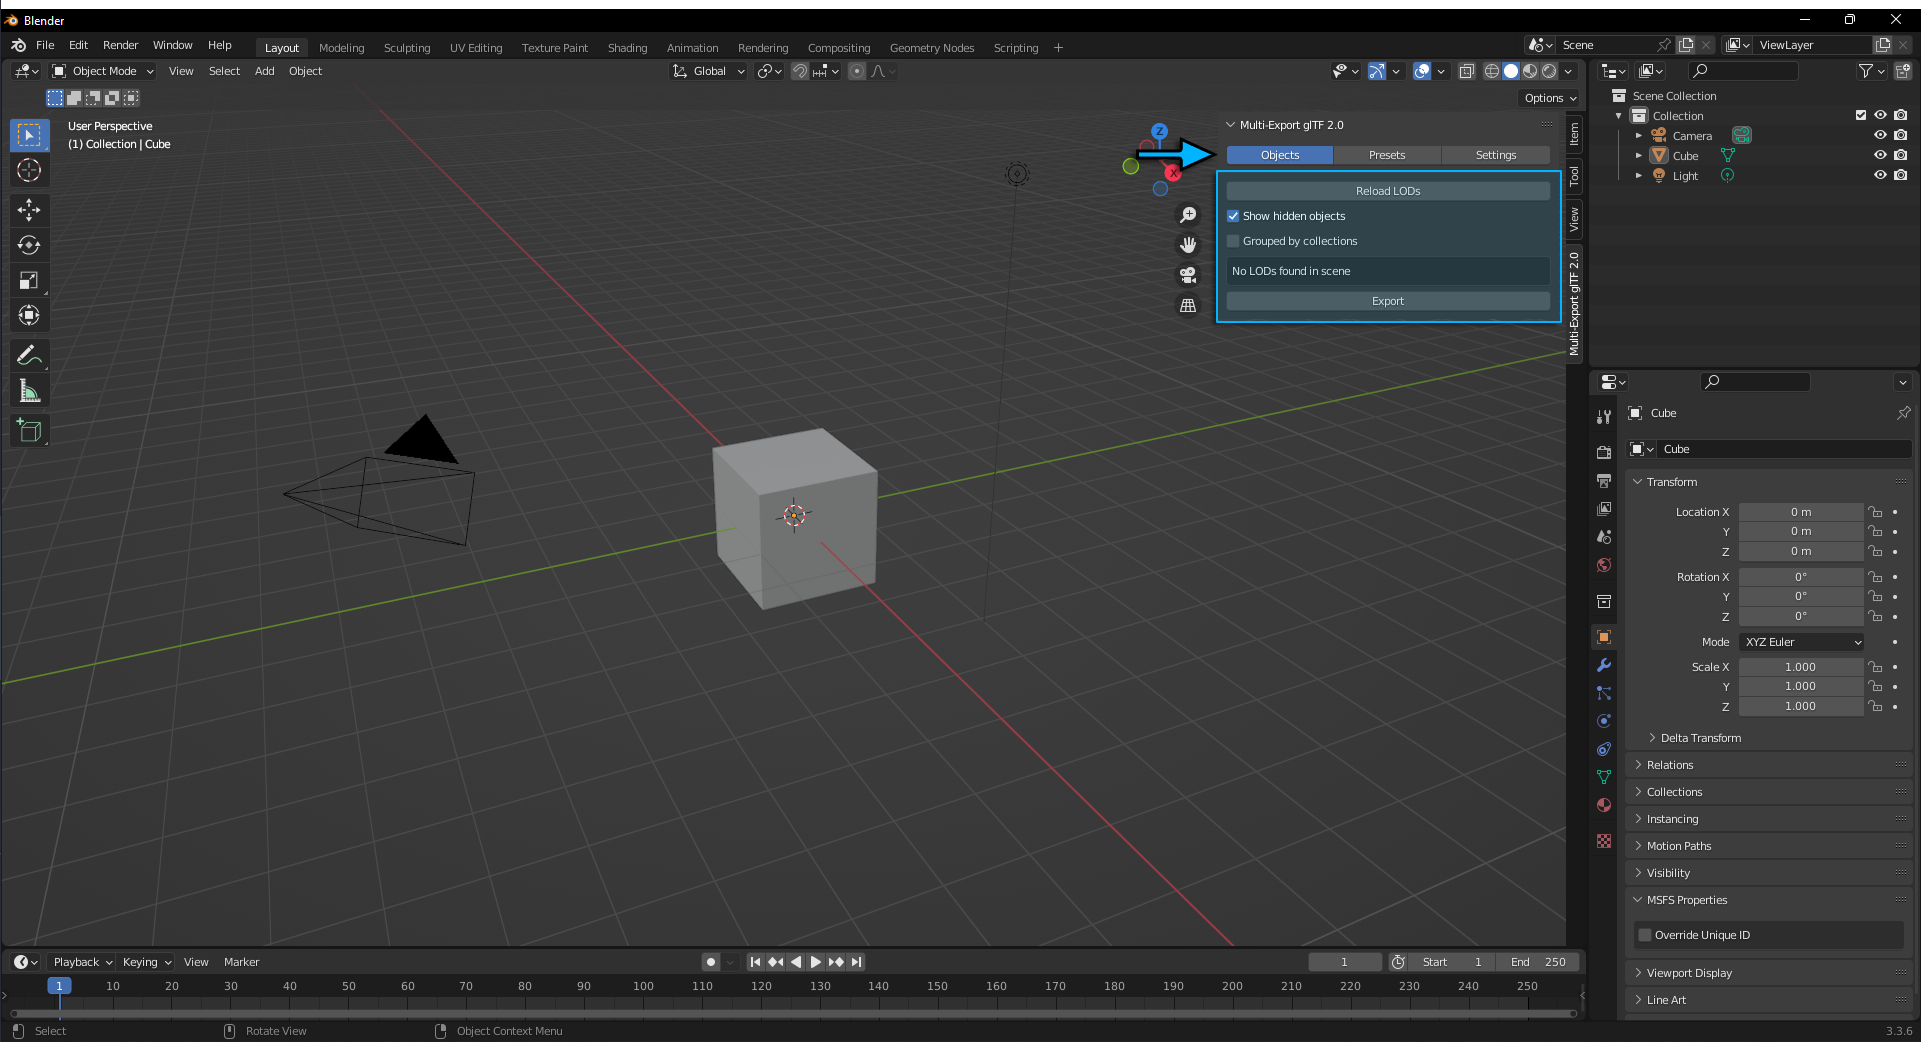 Blender
File Edit Render Window Help Layout Modeling Sculpting UV Editing Texture Paint Shading Animation Rendering Compositing Geometry Nodes Scripting + Scene ViewLayer
Object Mode View Select Add Object Global
Options
User Perspective
(1) Collection | Cube
Z
X
Multi-Export glTF 2.0
Objects Presets Settings
Reload LODs
Show hidden objects
Grouped by collections
No LODs found in scene
Export
Item
Tool
View
Multi-Export glTF 2.0
Scene Collection
Collection
Camera
Cube
Light
Cube
Cube
Transform
Location X 0 m
Y 0 m
Z 0 m
Rotation X 0°
Y 0°
Z 0°
Mode XYZ Euler
Scale X 1.000
Y 1.000
Z 1.000
Delta Transform
Relations
Collections
Instancing
Motion Paths
Visibility
MSFS Properties
Override Unique ID
Viewport Display
Line Art
Playback Keying View Marker 1 Start 1 End 250
1 10 20 30 40 50 60 70 80 90 100 110 120 130 140 150 160 170 180 190 200 210 220 230 240 250
Select Rotate View Object Context Menu 3.3.6